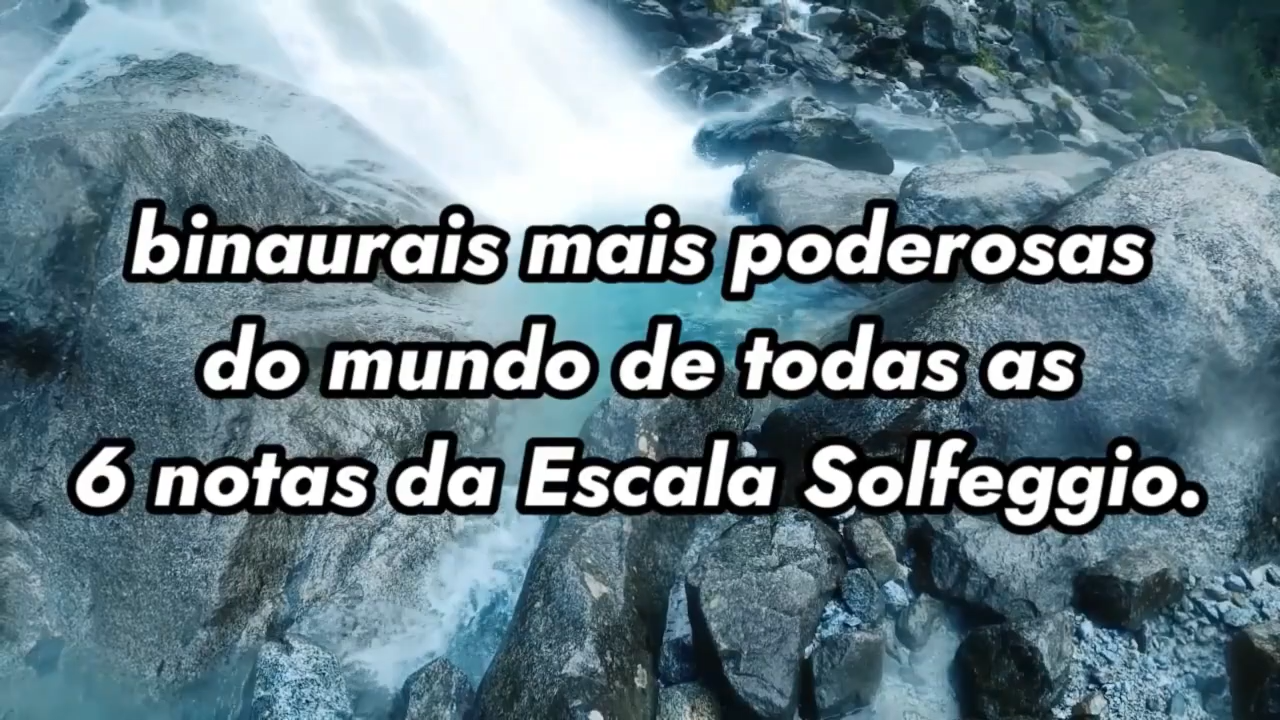 binaurais mais poderosas
do mundo de todas as
6 notas da Escala Solfeggio.